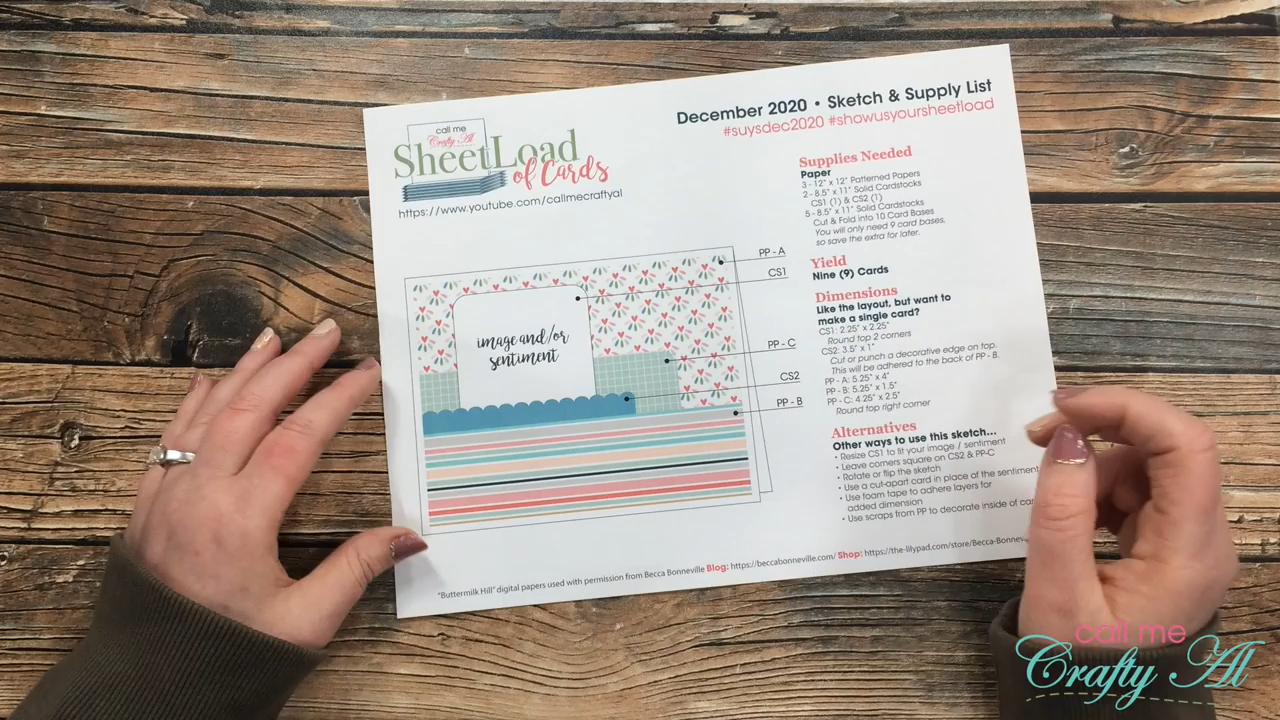 call me
Crafty Al
SheetLoad
of Cards
https://www.youtube.com/callmecraftyal
December 2020 • Sketch & Supply List
#suysdec2020 #showusyoursheetload
PP - A
CS1
PP - C
CS2
PP - B
image and/or
sentiment
Supplies Needed
Paper
3 - 12" x 12" Patterned Papers
2 - 8.5" x 11" Solid Cardstocks
CS1 (1) & CS2 (1)
5 - 8.5" x 11" Solid Cardstocks
Cut & Fold into 10 Card Bases
You will only need 9 card bases,
so save the extra for later.
Yield
Nine (9) Cards
Dimensions
Like the layout, but want to
make a single card?
CS1: 2.25" x 2.25"
Round top 2 corners
CS2: 3.5" x 1"
Cut or punch a decorative edge on top.
This will be adhered to the back of PP - B.
PP - A: 5.25" x 4"
PP - B: 5.25" x 1.5"
PP - C: 4.25" x 2.5"
Round top right corner
Alternatives
Other ways to use this sketch...
• Resize CS1 to fit your image / sentiment
• Leave corners square on CS2 & PP-C
• Rotate or flip the sketch
• Use a cut-apart card in place of the sentiment
• Use foam tape to adhere layers for
added dimension
• Use scraps from PP to decorate inside of
"Buttermilk Hill" digital papers used with permission from Becca Bonneville Blog: https://beccabonneville.com/ Shop: https://the-lilypad.com/store/Becca-Bonnev
call me
Crafty Al